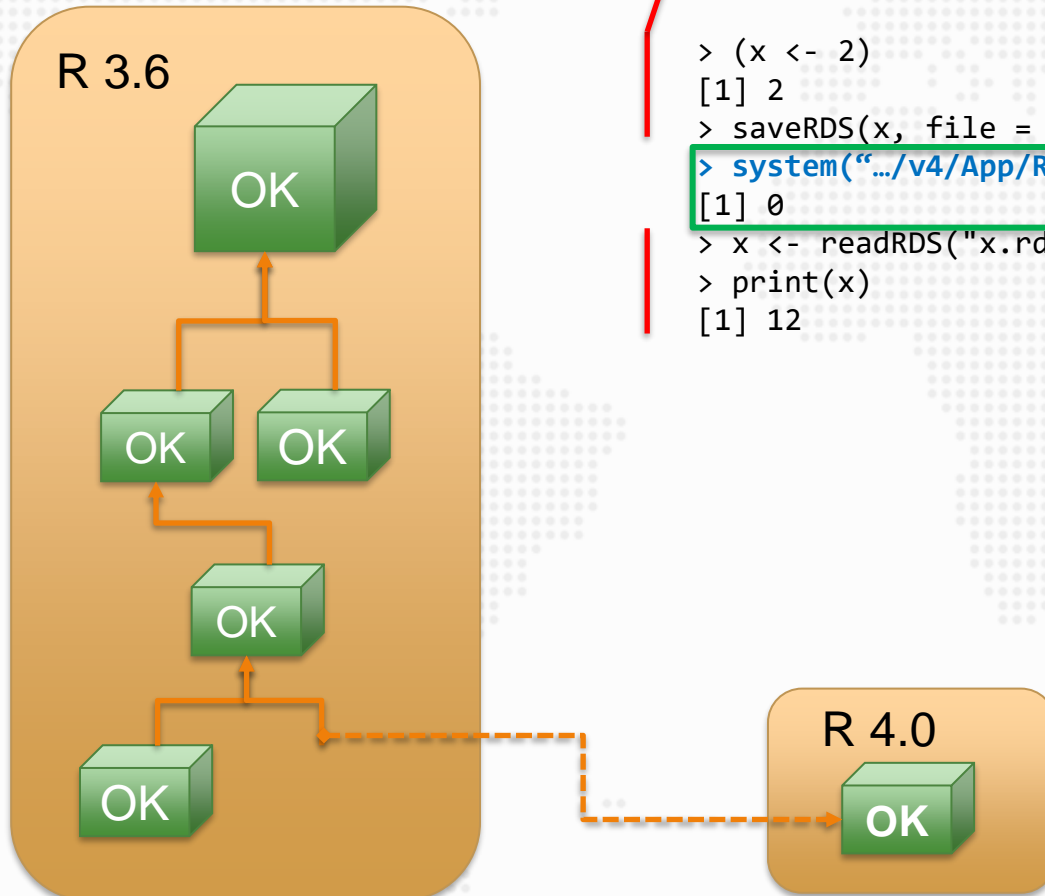 R 3.6
OK
OK
OK
OK
OK
> (x <- 2)
[1] 2
> saveRDS(x, file =
> system(“…/v4/App/R
[1] 0
> x <- readRDS("x.rd
> print(x)
[1] 12
R 4.0
OK